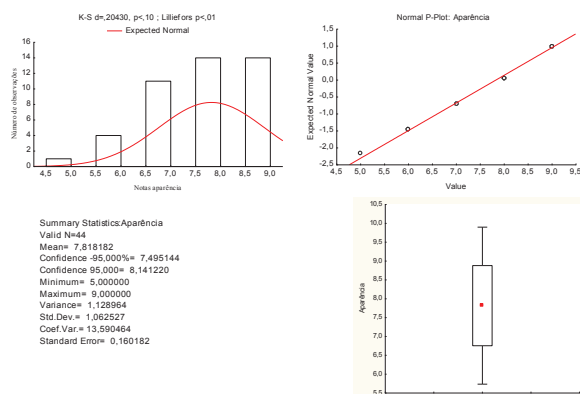 K-S d=,20430, p<,10 ; Lilliefors p<,01
Expected Normal
Número de observações
16
14
12
10
8
6
4
2
0
4,5 5,0 5,5 6,0 6,5 7,0 7,5 8,0 8,5 9,0
Notas aparência
Normal P-Plot: Aparência
Expected Normal Value
1,5
1,0
0,5
0,0
-0,5
-1,0
-1,5
-2,0
-2,5
4,5 5,0 5,5 6,0 6,5 7,0 7,5 8,0 8,5 9,0 9,5
Value
Summary Statistics:Aparência
Valid N=44
Mean= 7,818182
Confidence -95,000%= 7,495144
Confidence 95,000= 8,141220
Minimum= 5,000000
Maximum= 9,000000
Variance= 1,128964
Std.Dev.= 1,062527
Coef.Var.= 13,590464
Standard Error= 0,160182
Aparência
10,5
10,0
9,5
9,0
8,5
8,0
7,5
7,0
6,5
6,0
5,5